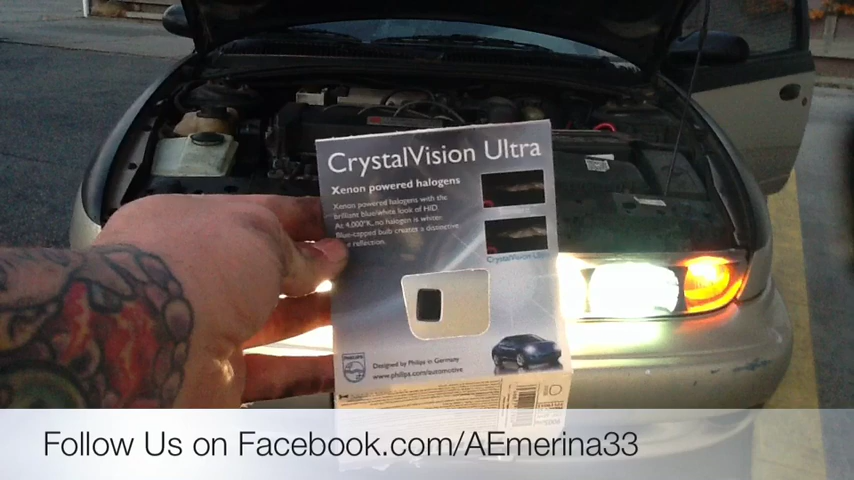 CrystalVision Ultra
Xenon powered halogens
Xenon powered halogens with the
brilliant blue/white look of HID.
At 4,000°K, no halogen is whiter.
Blue-capped bulb creates a distinctive
reflection.
CrystalVision Ultra
PHILIPS
Designed by Philips in Germany
www.philips.com/automotive
Follow Us on Facebook.com/AEmerina33